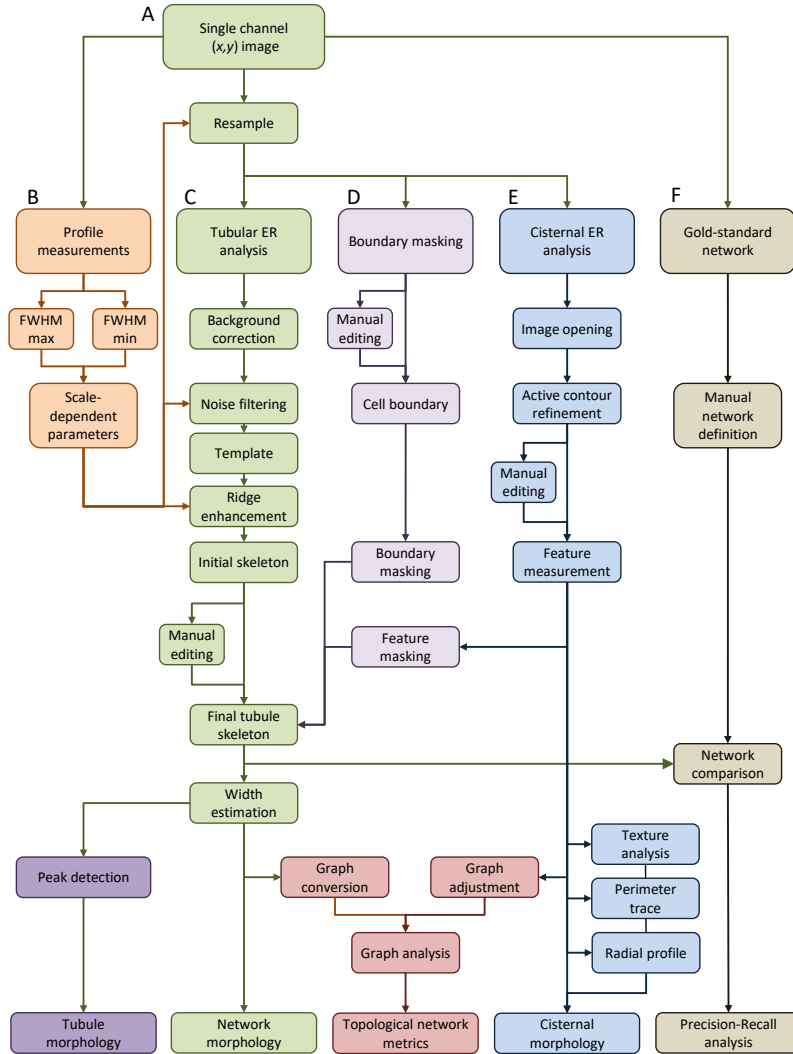 A
Single channel
(x,y) image
Resample
B
C
D
E
F
Profile
measurements
Tubular ER
analysis
Boundary masking
Cisternal ER
analysis
Gold-standard
network
FWHM
max
FWHM
min
Background
correction
Manual
editing
Image opening
Scale-
dependent
parameters
Noise filtering
Cell boundary
Active contour
refinement
Manual
network
definition
Template
Manual
editing
Ridge
enhancement
Initial skeleton
Boundary
masking
Feature
measurement
Manual
editing
Feature
masking
Final tubule
skeleton
Network
comparison
Width
estimation
Texture
analysis
Peak detection
Graph
conversion
Graph
adjustment
Perimeter
trace
Graph analysis
Radial profile
Tubule
morphology
Network
morphology
Topological network
metrics
Cisternal
morphology
Precision-Recall
analysis